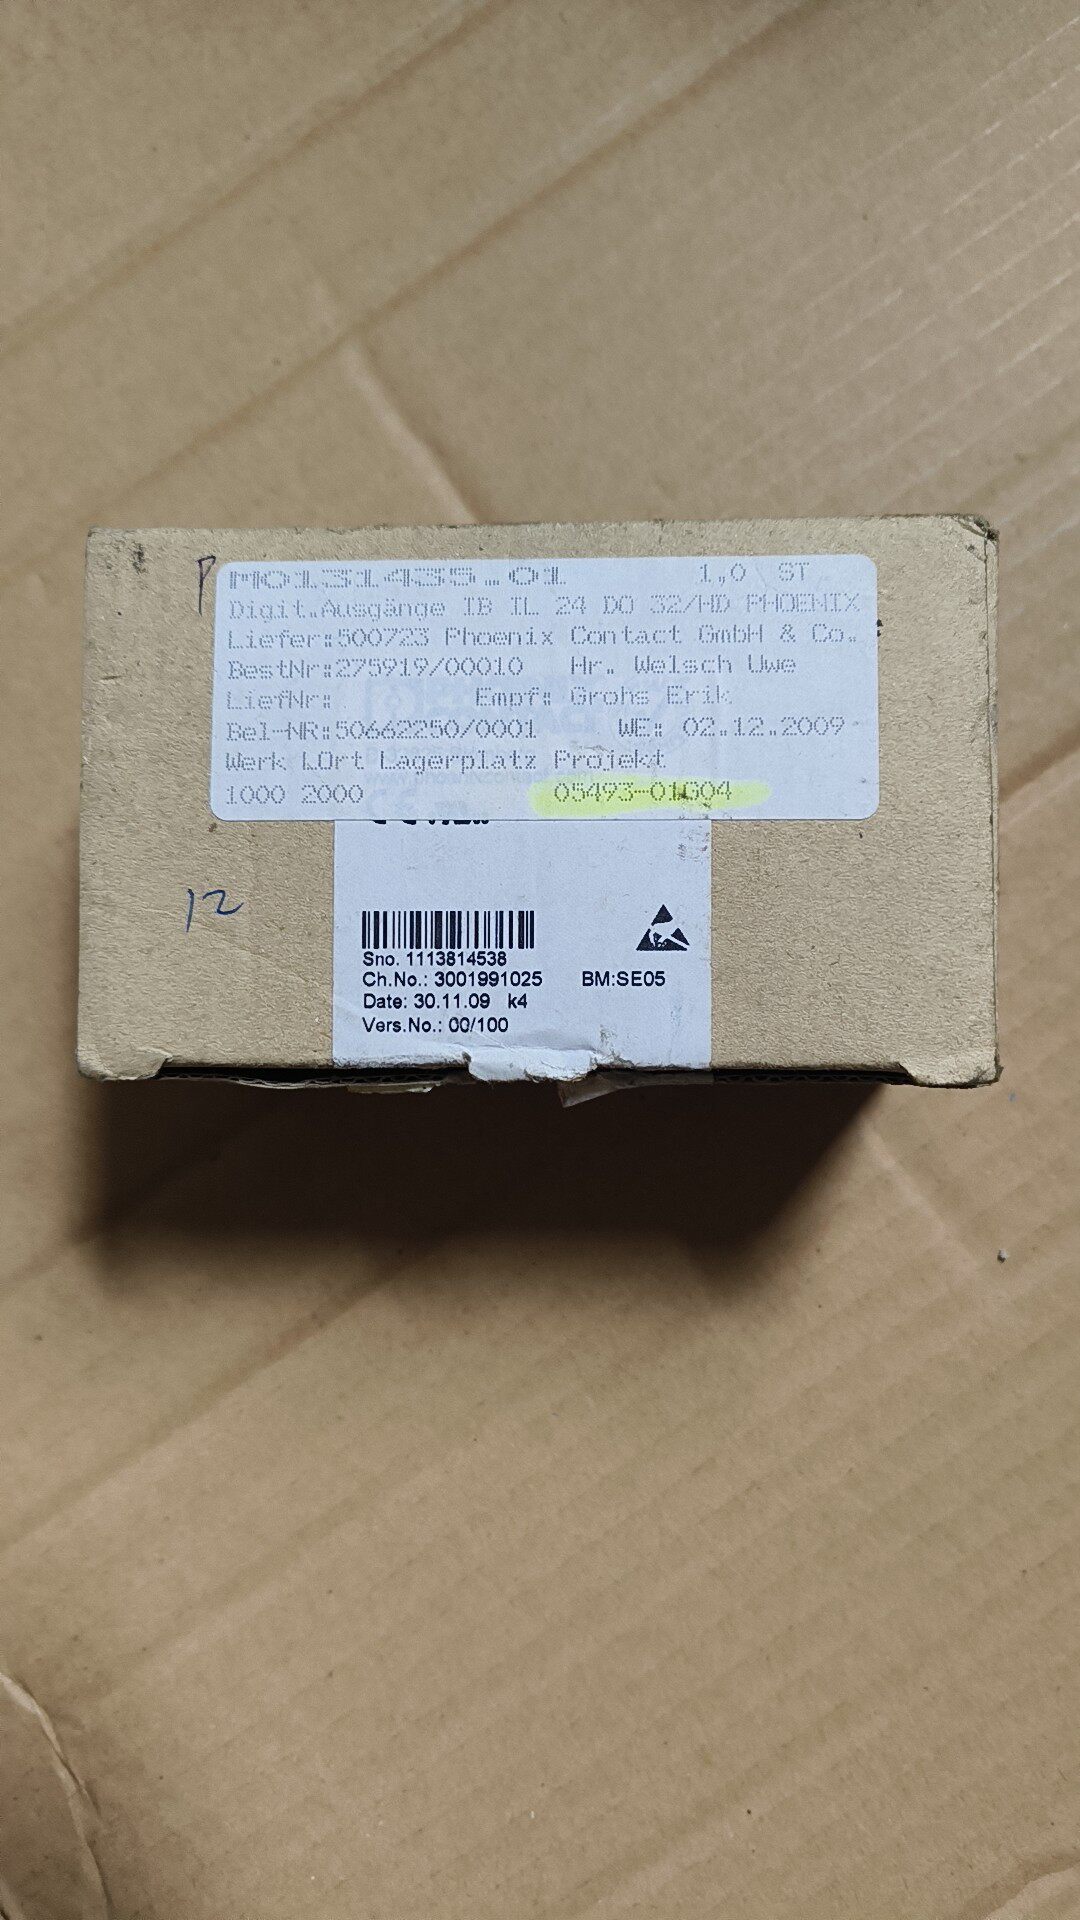 P
M0131435.01 1,0 ST
Digit.Ausgänge IB IL 24 DO 32/HD PHOENIX
Liefer:500723 Phoenix Contact GmbH & Co.
BestNr:275919/00010 Hr. Welsch Uwe
LiefNr: Empf: Grohs Erik
Bel-NR:50662250/0001 WE: 02.12.2009
Werk LOrt Lagerplatz Projekt
1000 2000 05493-01G04
12
Sno. 1113814538
Ch.No.: 3001991025 BM:SE05
Date: 30.11.09 k4
Vers.No.: 00/100